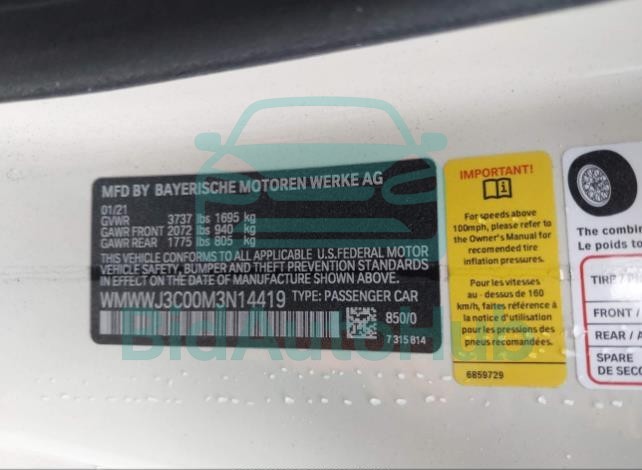 MFD BY BAYERISCHE MOTOREN WERKE AG
01/21
GVWR 3737 lbs 1695 kg
GAWR FRONT 2072 lbs 940 kg
GAWR REAR 1775 lbs 805 kg
THIS VEHICLE CONFORMS TO ALL APPLICABLE U.S.FEDERAL MOTOR
VEHICLE SAFETY, BUMPER AND THEFT PREVENTION STANDARDS
IN EFFECT ON THE DATE OF MANUFACTURE SHOWN ABOVE.
WMWWJ3C00M3N14419 TYPE: PASSENGER CAR
850/0
7 315 814
BidAutoHub
IMPORTANT!
For speeds above
100mph, please refer to
the Owner's Manual for
recomended tire
inflation pressures.
Pour les vitesses
au - dessus de 160
km/h, faites reference
à la notice d'utilisation
pour les pressions des
pneus recomandées.
6859729
The combin
Le poids to
TIRE / P
FRONT /
REAR / A
SPARE
DE SECO